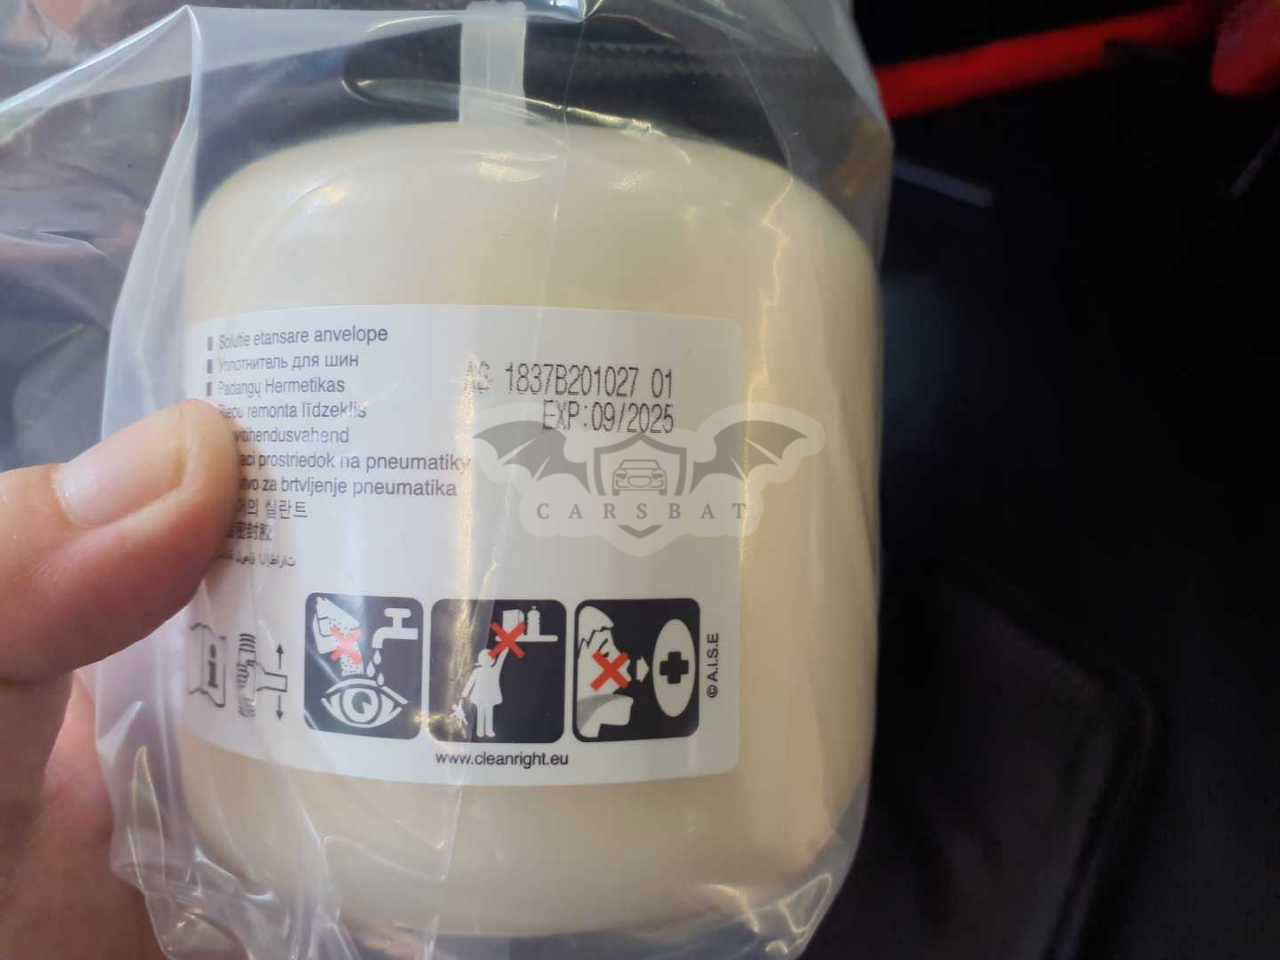 Solutie etansare anvelope
Уплотнитель для шин
Padangų Hermetikas
remonta līdzeklis
prostriedok na pneumatiky
za brtvljenje pneumatika
실란트
1837B201027 01
EXP:09/2025
CARSBAT
©A.I.S.E
www.cleanright.eu